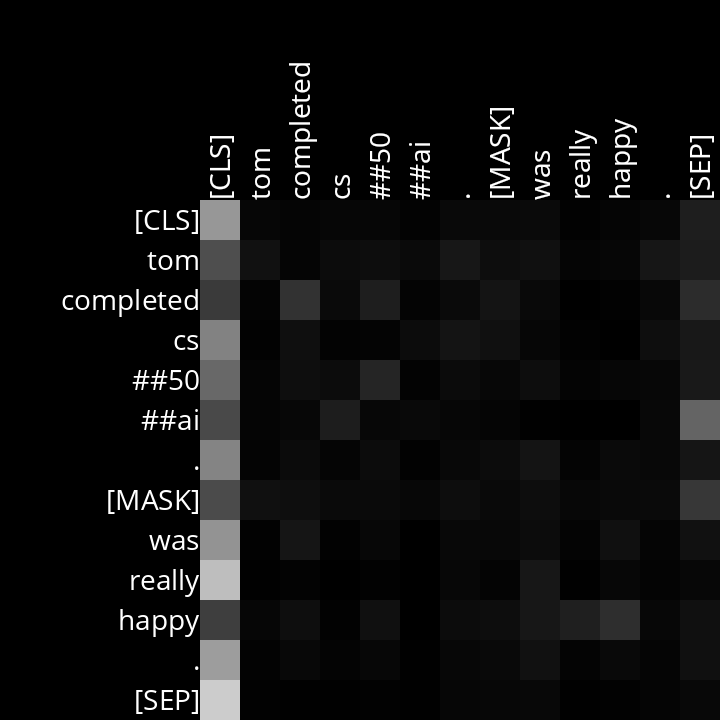 [CLS] tom completed cs ##50 ##ai . [MASK] was really happy . [SEP]
[CLS]
tom
completed
cs
##50
##ai
.
[MASK]
was
really
happy
.
[SEP]